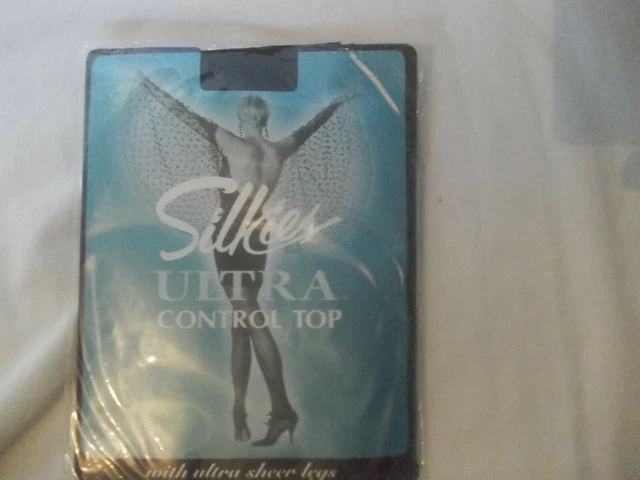 Silkies
ULTRA
CONTROL TOP
with ultra sheer legs